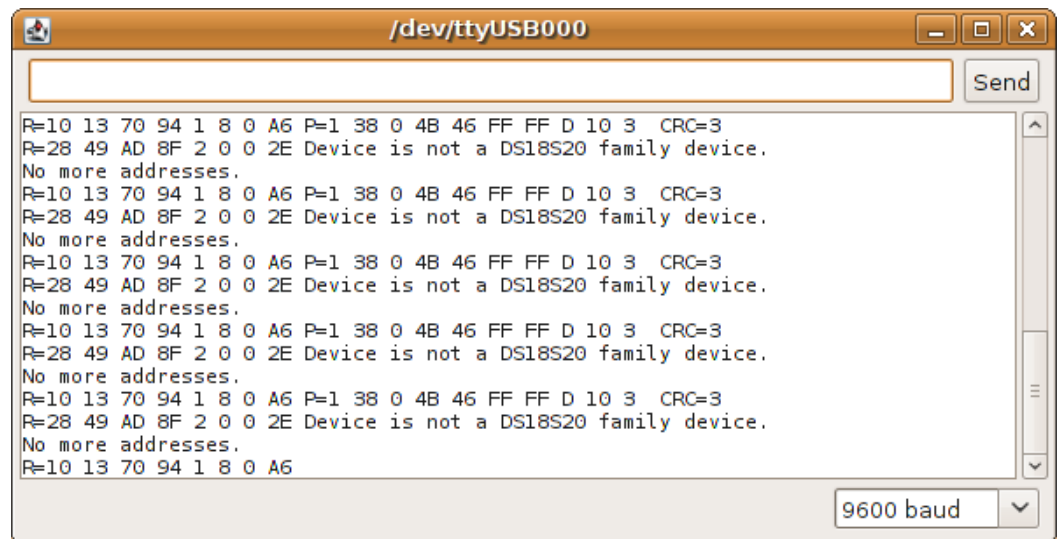 /dev/ttyUSB000
Send
R=10 13 70 94 1 8 0 A6 P=1 38 0 4B 46 FF FF D 10 3  CRC=3
R=28 49 AD 8F 2 0 0 2E Device is not a DS18S20 family device.
No more addresses.
R=10 13 70 94 1 8 0 A6 P=1 38 0 4B 46 FF FF D 10 3  CRC=3
R=28 49 AD 8F 2 0 0 2E Device is not a DS18S20 family device.
No more addresses.
R=10 13 70 94 1 8 0 A6 P=1 38 0 4B 46 FF FF D 10 3  CRC=3
R=28 49 AD 8F 2 0 0 2E Device is not a DS18S20 family device.
No more addresses.
R=10 13 70 94 1 8 0 A6 P=1 38 0 4B 46 FF FF D 10 3  CRC=3
R=28 49 AD 8F 2 0 0 2E Device is not a DS18S20 family device.
No more addresses.
R=10 13 70 94 1 8 0 A6 P=1 38 0 4B 46 FF FF D 10 3  CRC=3
R=28 49 AD 8F 2 0 0 2E Device is not a DS18S20 family device.
No more addresses.
R=10 13 70 94 1 8 0 A6
9600 baud